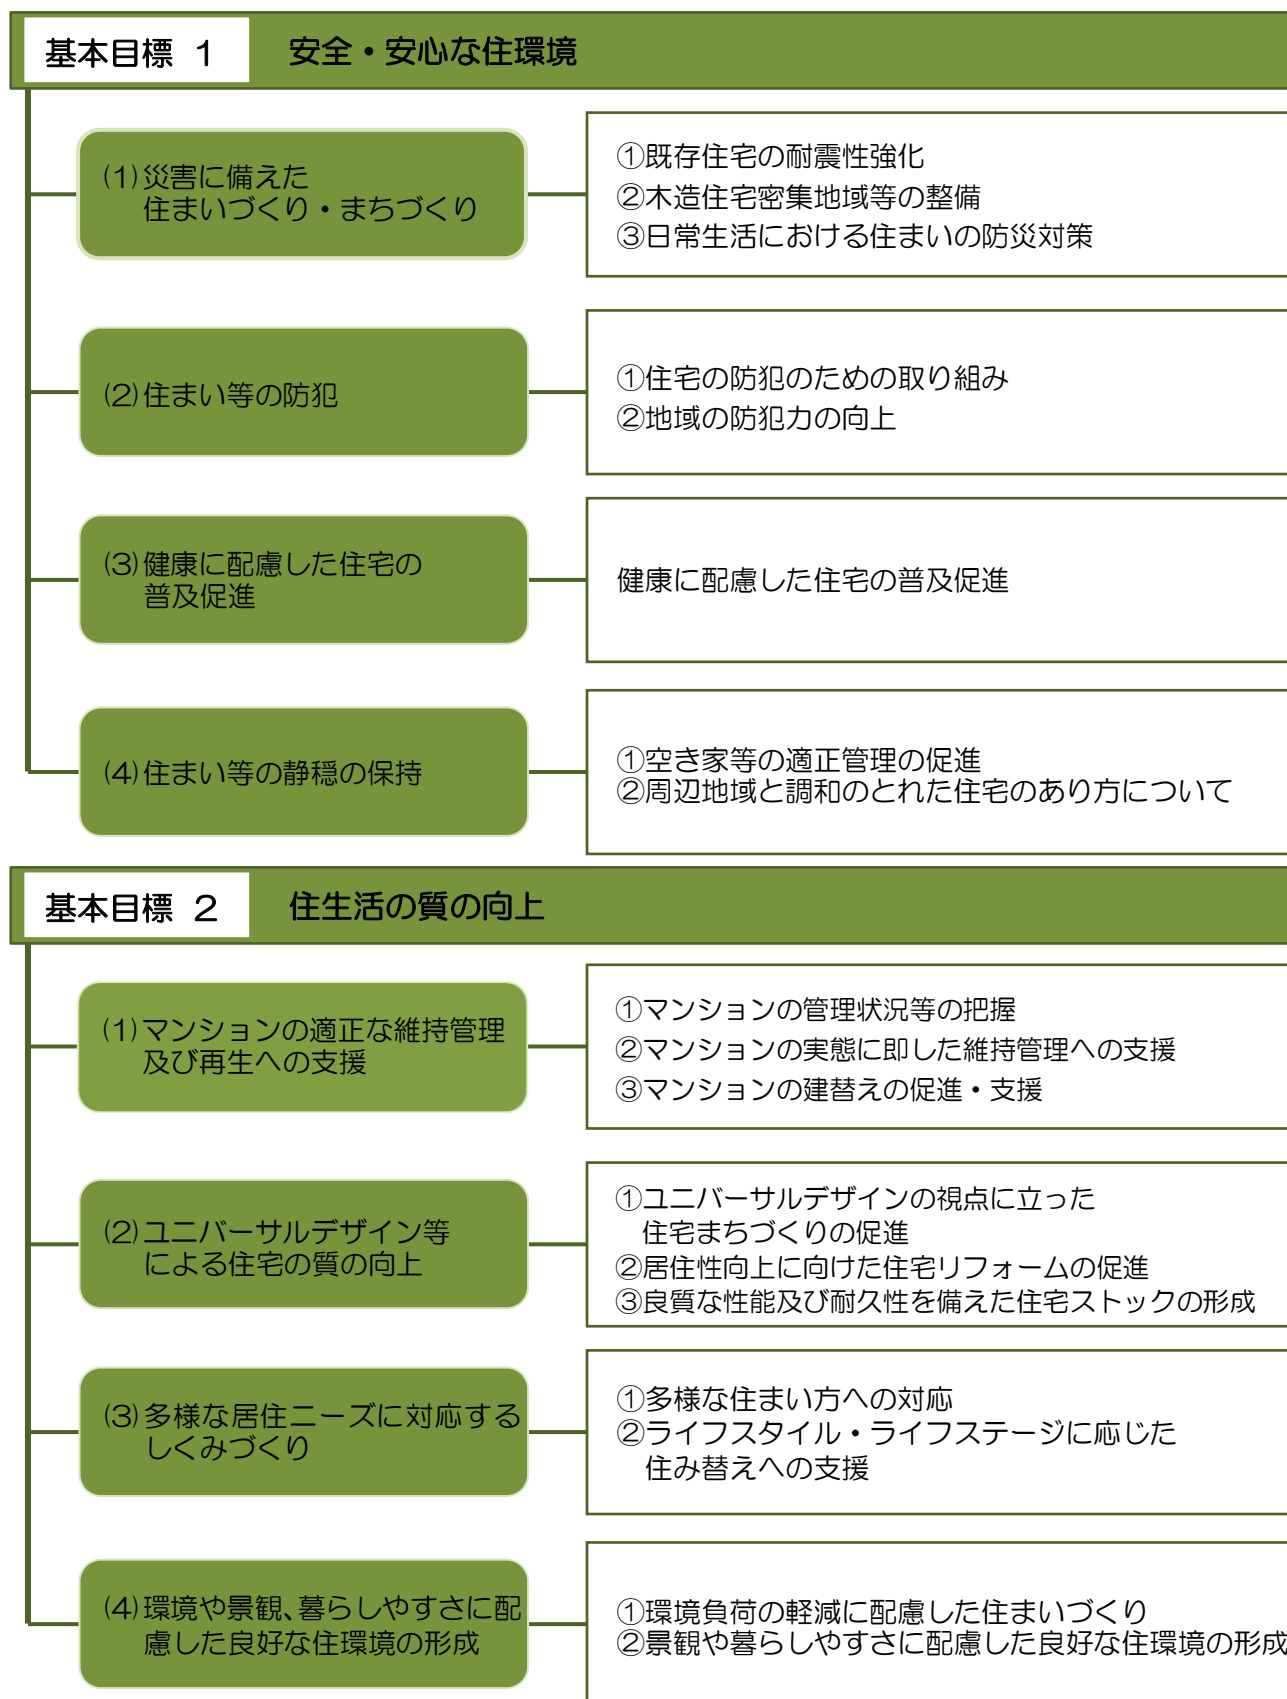 基本目標 1 安全・安心な住環境
(1)災害に備えた
住まいづくり・まちづくり
①既存住宅の耐震性強化
②木造住宅密集地域等の整備
③日常生活における住まいの防災対策
(2)住まい等の防犯
①住宅の防犯のための取り組み
②地域の防犯力の向上
(3)健康に配慮した住宅の
普及促進
健康に配慮した住宅の普及促進
(4)住まい等の静穏の保持
①空き家等の適正管理の促進
②周辺地域と調和のとれた住宅のあり方について
基本目標 2 住生活の質の向上
(1)マンションの適正な維持管理
及び再生への支援
①マンションの管理状況等の把握
②マンションの実態に即した維持管理への支援
③マンションの建替えの促進・支援
(2)ユニバーサルデザイン等
による住宅の質の向上
①ユニバーサルデザインの視点に立った
住宅まちづくりの促進
②居住性向上に向けた住宅リフォームの促進
③良質な性能及び耐久性を備えた住宅ストックの形成
(3)多様な居住ニーズに対応する
しくみづくり
①多様な住まい方への対応
②ライフスタイル・ライフステージに応じた
住み替えへの支援
(4)環境や景観、暮らしやすさに配
慮した良好な住環境の形成
①環境負荷の軽減に配慮した住まいづくり
②景観や暮らしやすさに配慮した良好な住環境の形成